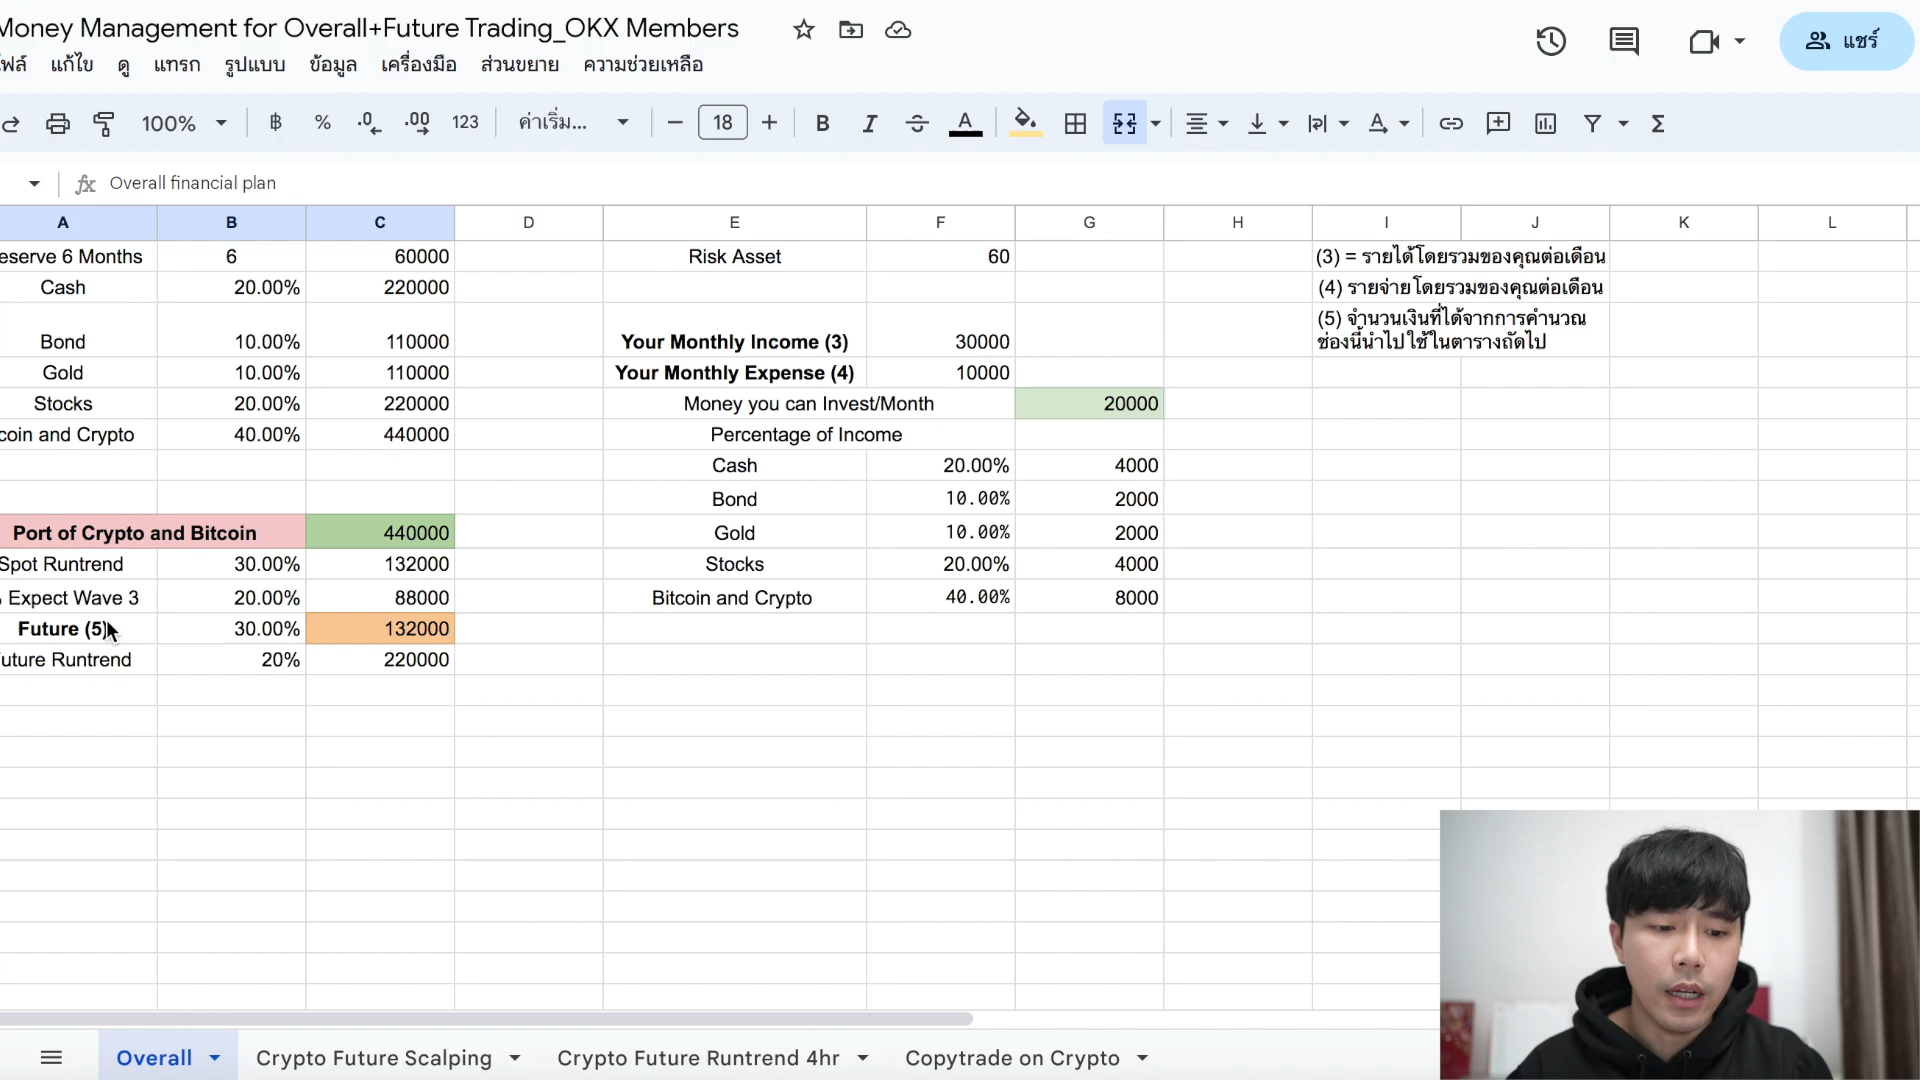 Money Management for Overall+Future Trading_OKX Members
ไฟล์ แก้ไข ดู แทรก รูปแบบ ข้อมูล เครื่องมือ ส่วนขยาย ความช่วยเหลือ
แชร์
100% ฿ % .0 .00 123 ค่าเริ่ม... 18 B I A
fx Overall financial plan
A B C D E F G H I J K L
eserve 6 Months 6 60000 Risk Asset 60 (3) = รายได้โดยรวมของคุณต่อเดือน
Cash 20.00% 220000 (4) รายจ่ายโดยรวมของคุณต่อเดือน
(5) จำนวนเงินที่ได้จากการคำนวณ
Bond 10.00% 110000 Your Monthly Income (3) 30000 ช่องนี้นำไปใช้ในตารางถัดไป
Gold 10.00% 110000 Your Monthly Expense (4) 10000
Stocks 20.00% 220000 Money you can Invest/Month 20000
coin and Crypto 40.00% 440000 Percentage of Income
Cash 20.00% 4000
Bond 10.00% 2000
Port of Crypto and Bitcoin 440000 Gold 10.00% 2000
Spot Runtrend 30.00% 132000 Stocks 20.00% 4000
Expect Wave 3 20.00% 88000 Bitcoin and Crypto 40.00% 8000
Future (5) 30.00% 132000
uture Runtrend 20% 220000
Overall Crypto Future Scalping Crypto Future Runtrend 4hr Copytrade on Crypto